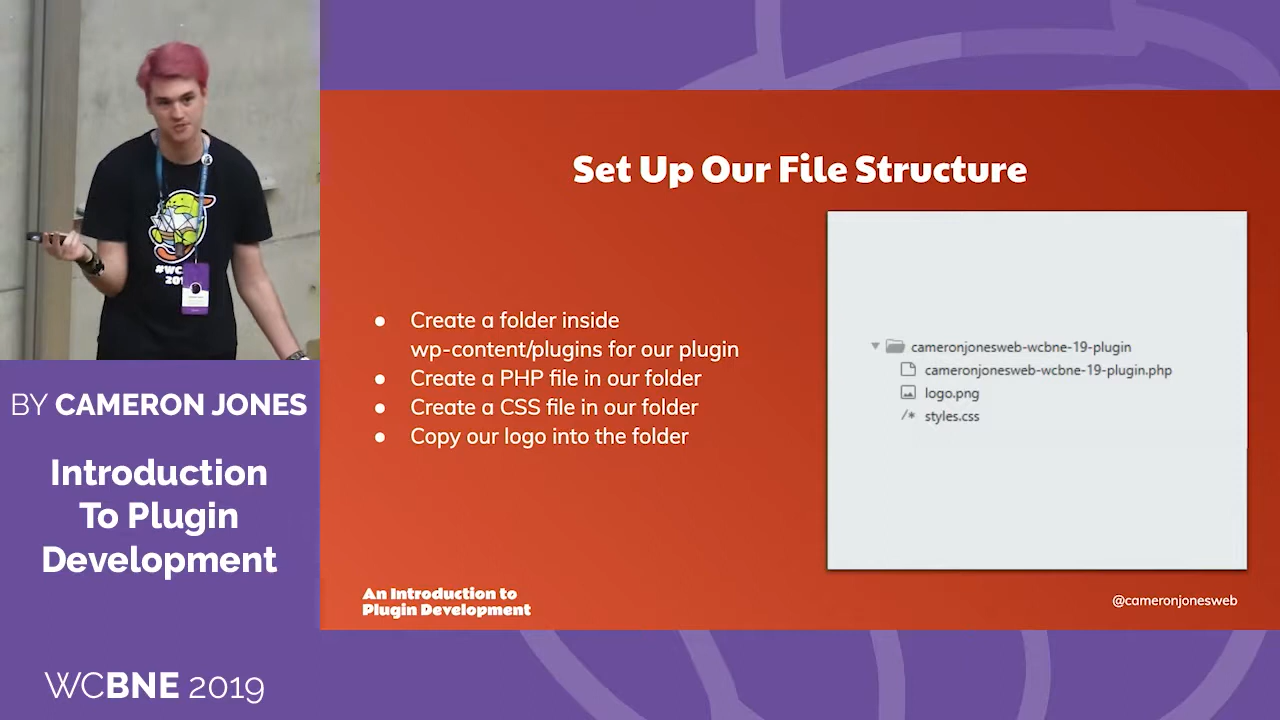 #WC
201
BY CAMERON JONES
Introduction
To Plugin
Development
WCBNE 2019
Set Up Our File Structure
● Create a folder inside
wp-content/plugins for our plugin
● Create a PHP file in our folder
● Create a CSS file in our folder
● Copy our logo into the folder
cameronjonesweb-wcbne-19-plugin
cameronjonesweb-wcbne-19-plugin.php
logo.png
/* styles.css
An Introduction to
Plugin Development
@cameronjonesweb